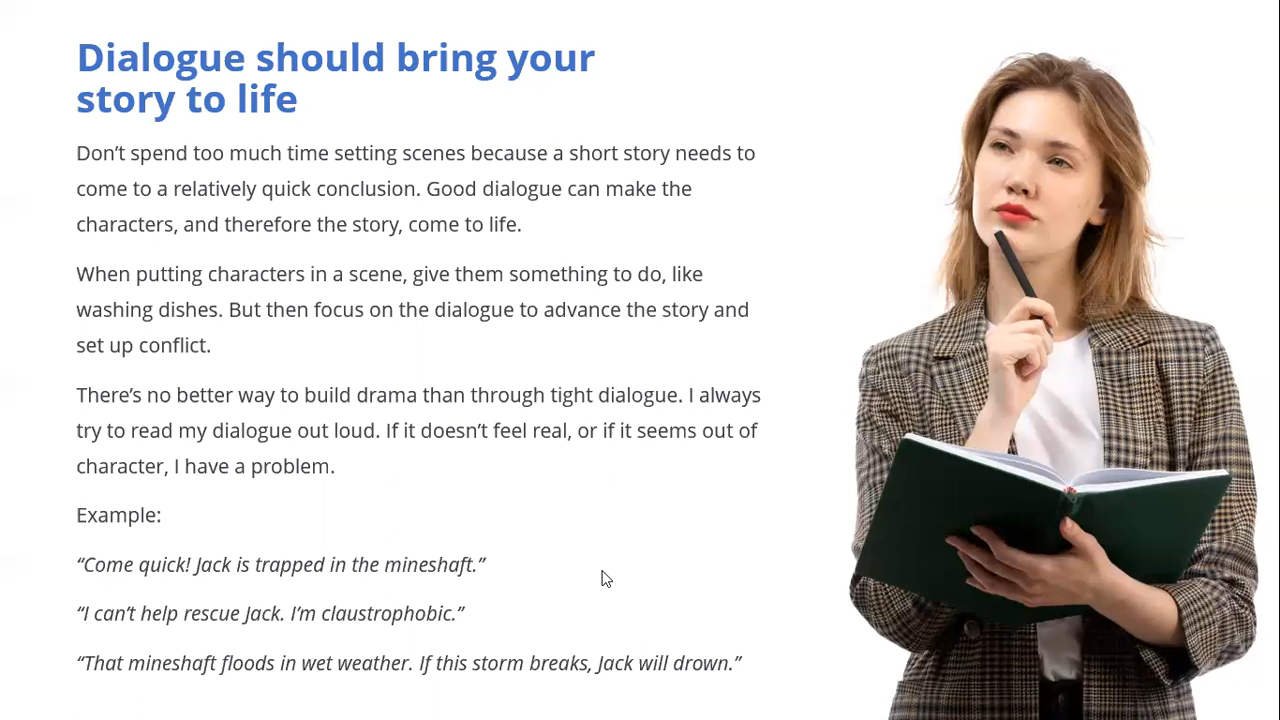 Dialogue should bring your
story to life
Don’t spend too much time setting scenes because a short story needs to
come to a relatively quick conclusion. Good dialogue can make the
characters, and therefore the story, come to life.
When putting characters in a scene, give them something to do, like
washing dishes. But then focus on the dialogue to advance the story and
set up conflict.
There’s no better way to build drama than through tight dialogue. I always
try to read my dialogue out loud. If it doesn’t feel real, or if it seems out of
character, I have a problem.
Example:
“Come quick! Jack is trapped in the mineshaft.”
“I can’t help rescue Jack. I’m claustrophobic.”
“That mineshaft floods in wet weather. If this storm breaks, Jack will drown.”